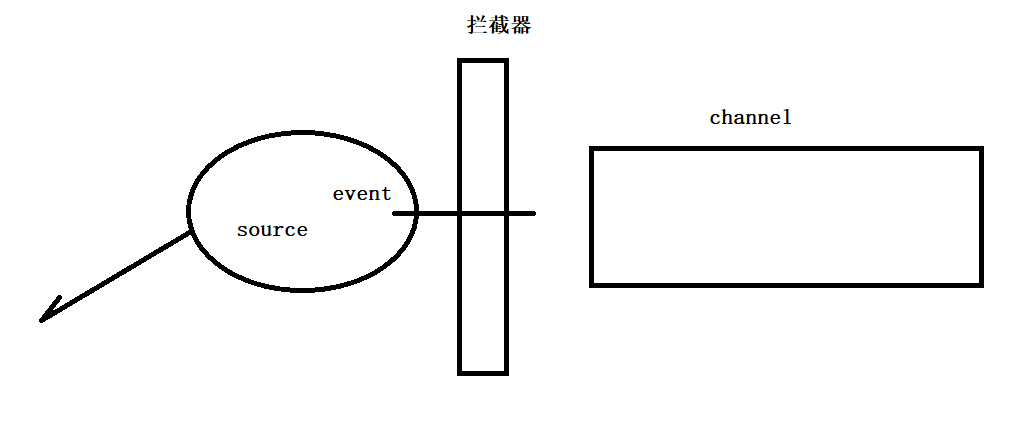 拦截器
channel
event
source